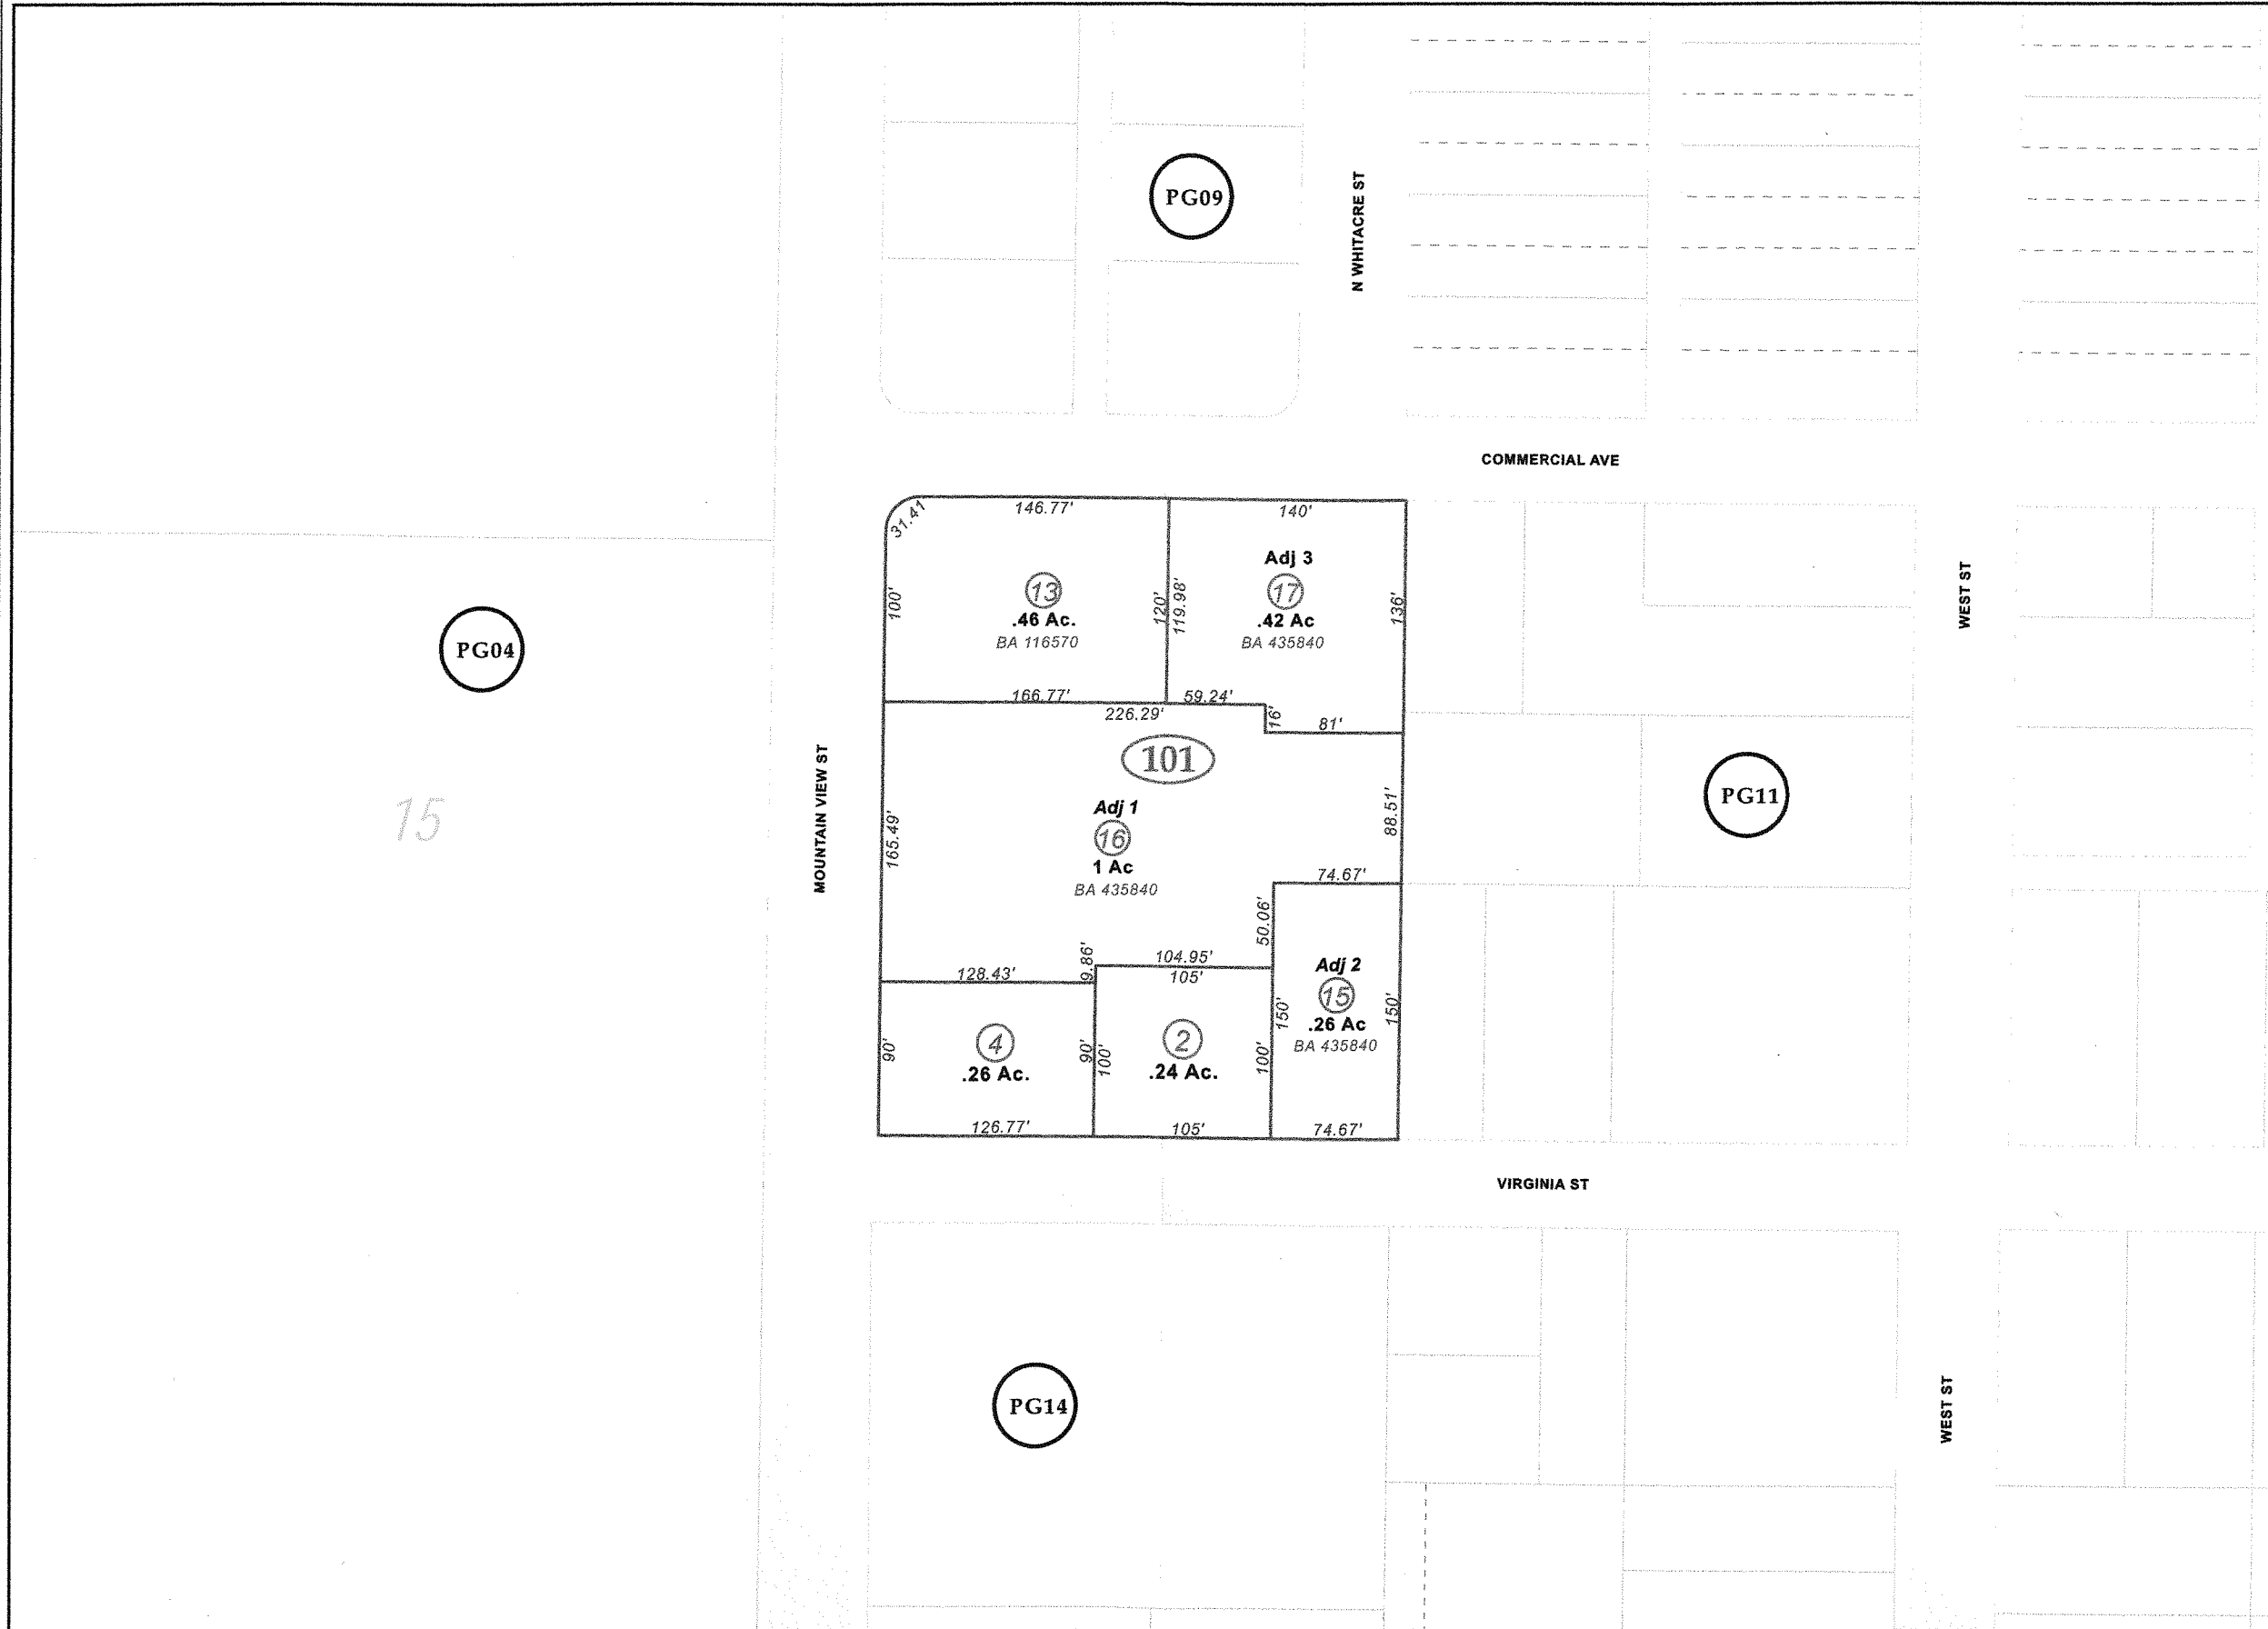 PG09
N WHITACRE ST
COMMERCIAL AVE
31.41
146.77'
140'
Adj 3
13
17
.46 Ac.
.42 Ac
BA 116570
BA 435840
100'
120'
119.98'
136'
WEST ST
PG04
166.77'
59.24'
226.29'
16'
81'
101
MOUNTAIN VIEW ST
15
PG11
Adj 1
16
1 Ac
BA 435840
165.49'
88.51'
74.67'
50.06'
9.86'
104.95'
128.43'
105'
Adj 2
15
.26 Ac
BA 435840
150'
150'
4
.26 Ac.
2
.24 Ac.
90'
90'
100'
100'
126.77'
105'
74.67'
VIRGINIA ST
PG14
WEST ST